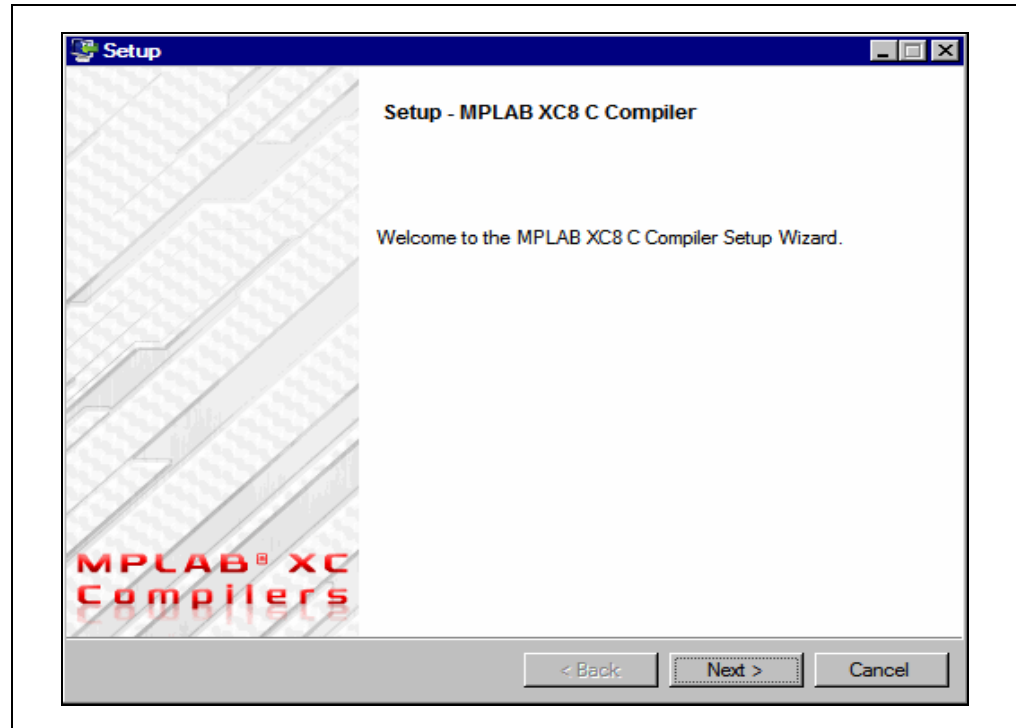 Setup
Setup - MPLAB XC8 C Compiler
Welcome to the MPLAB XC8 C Compiler Setup Wizard.
MPLAB® XC
Compilers
< Back
Next >
Cancel